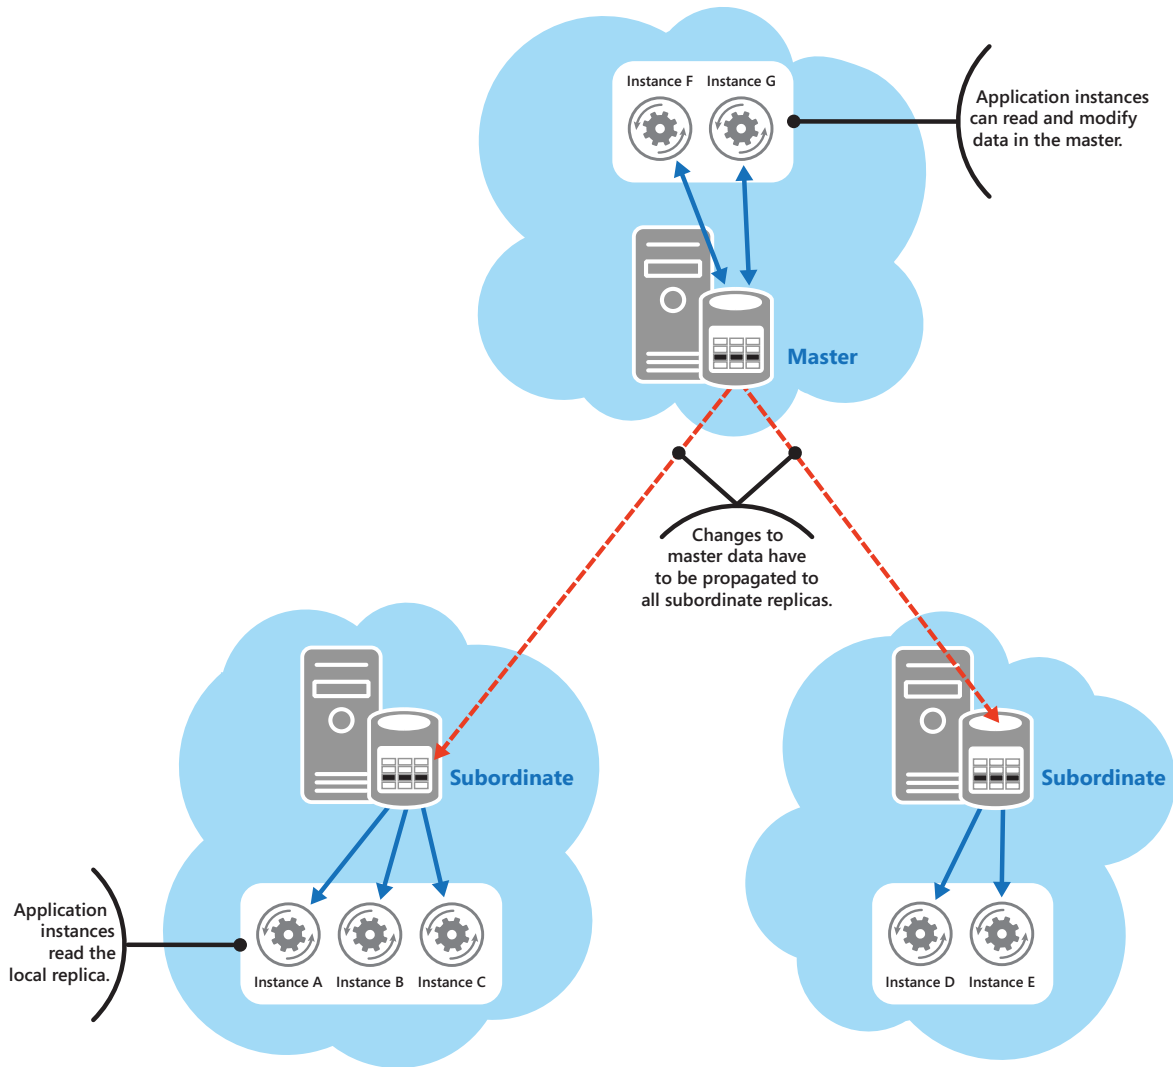 Instance F Instance G
Application instances
can read and modify
data in the master.
Master
Changes to
master data have
to be propagated to
all subordinate replicas.
Subordinate
Subordinate
Application
instances
read the
local replica.
Instance A Instance B Instance C
Instance D Instance E